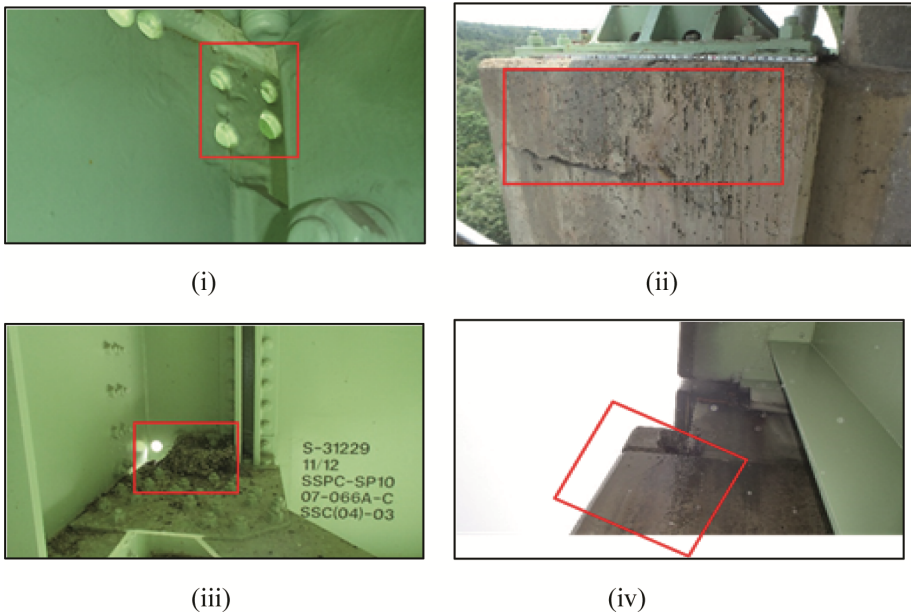 (i)
(ii)
S-31229
11/12
SSPC-SP10
07-066A-C
SSC(04)-03
(iii)
(iv)